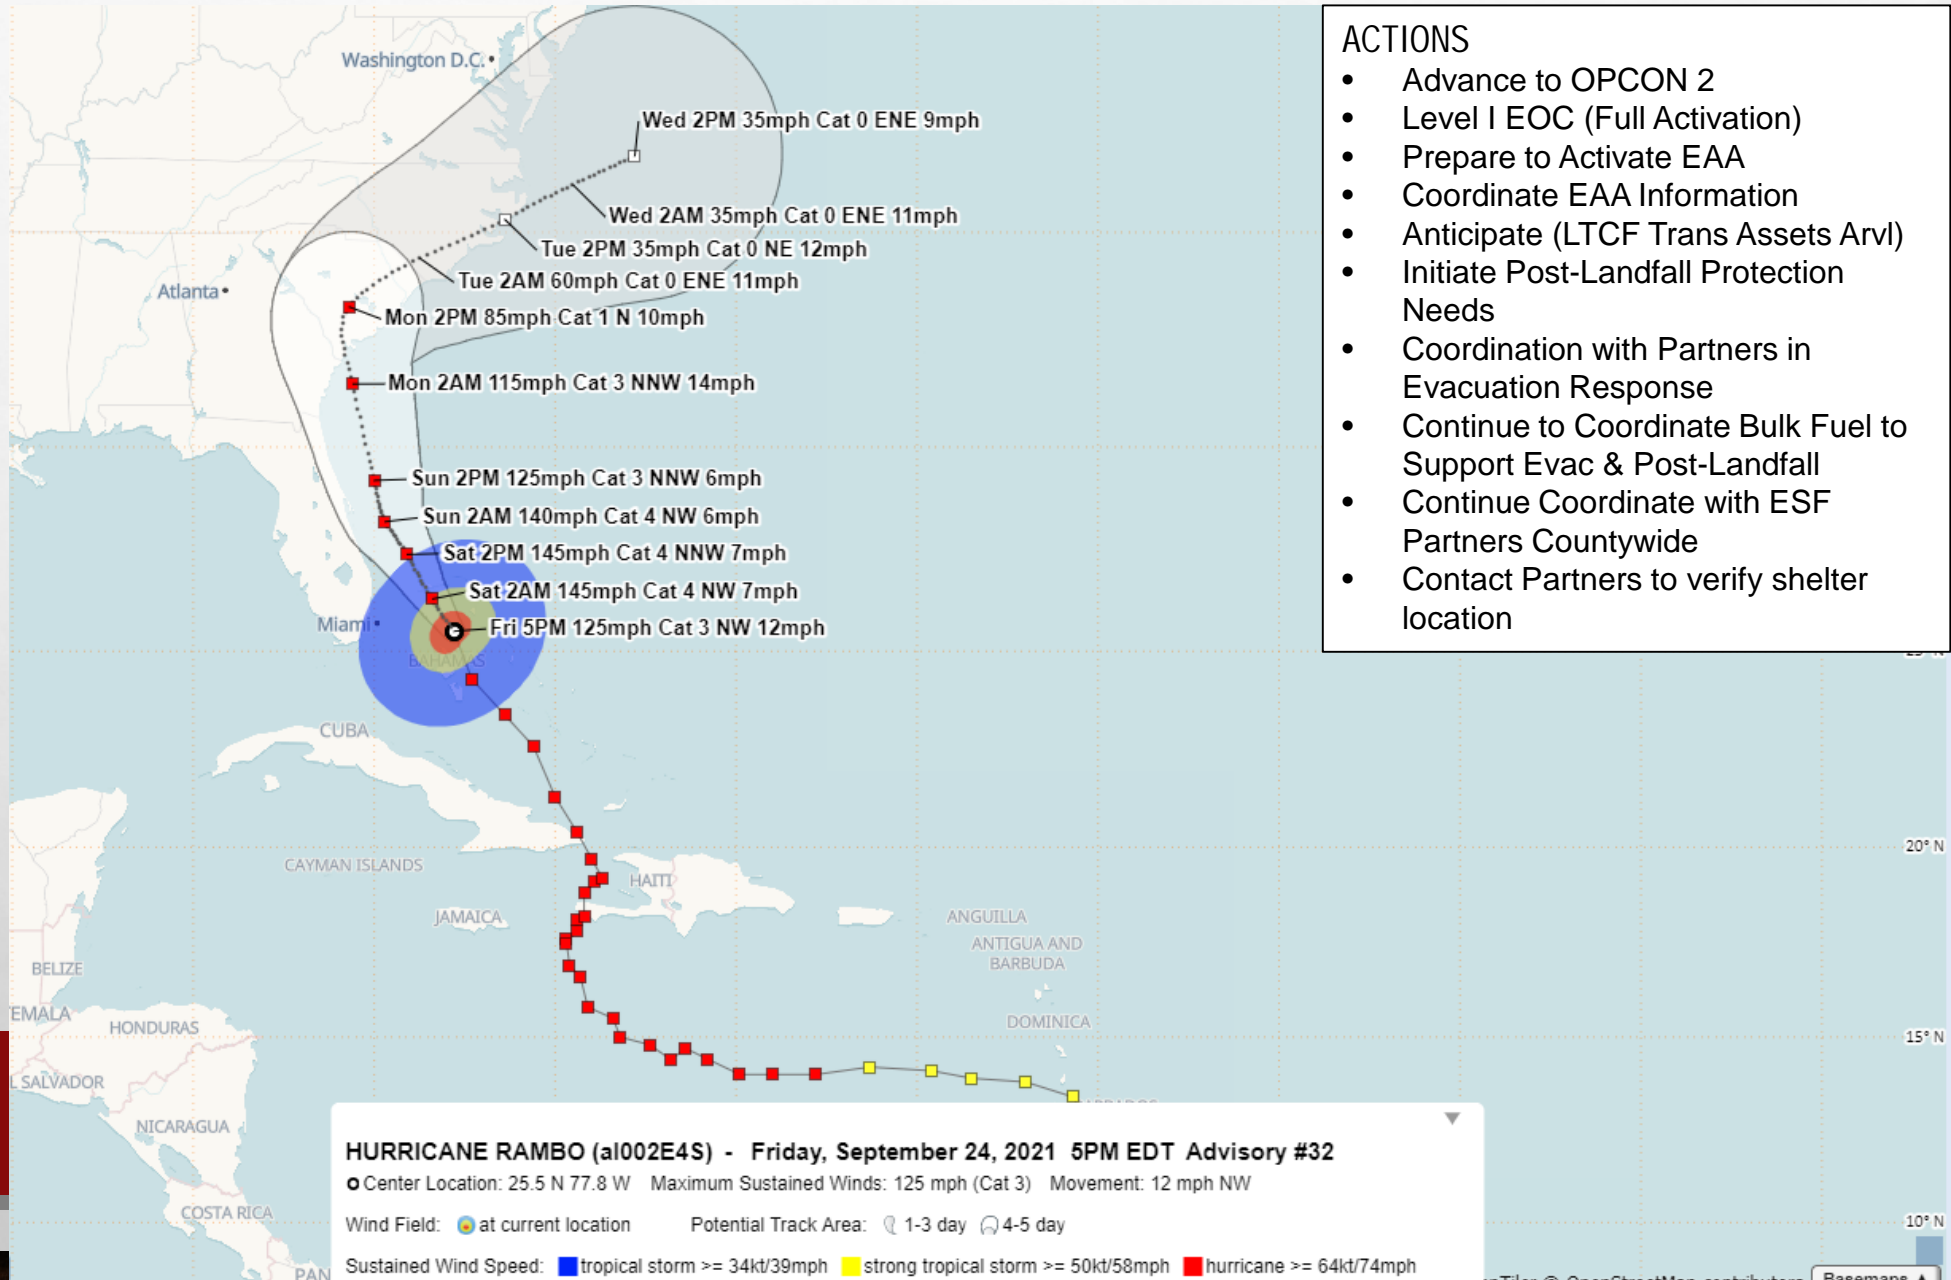 Washington D.C.
Wed 2PM 35mph Cat 0 ENE 9mph
Wed 2AM 35mph Cat 0 ENE 11mph
Tue 2PM 35mph Cat 0 NE 12mph
Tue 2AM 60mph Cat 0 ENE 11mph
Atlanta
Mon 2PM 85mph Cat 1 N 10mph
Mon 2AM 115mph Cat 3 NNW 14mph
Sun 2PM 125mph Cat 3 NNW 6mph
Sun 2AM 140mph Cat 4 NW 6mph
Sat 2PM 145mph Cat 4 NNW 7mph
Sat 2AM 145mph Cat 4 NW 7mph
Miami
Fri 5PM 125mph Cat 3 NW 12mph
BAHAMAS
CUBA
CAYMAN ISLANDS
HAITI
JAMAICA
ANGUILLA
ANTIGUA AND
BARBUDA
BELIZE
TEMALA
HONDURAS
DOMINICA
L SALVADOR
NICARAGUA
COSTA RICA
PAN
20° N
15° N
10° N
ACTIONS
• Advance to OPCON 2
• Level I EOC (Full Activation)
• Prepare to Activate EAA
• Coordinate EAA Information
• Anticipate (LTCF Trans Assets Arvl)
• Initiate Post-Landfall Protection
Needs
• Coordination with Partners in
Evacuation Response
• Continue to Coordinate Bulk Fuel to
Support Evac & Post-Landfall
• Continue Coordinate with ESF
Partners Countywide
• Contact Partners to verify shelter
location
HURRICANE RAMBO (al002E4S) - Friday, September 24, 2021 5PM EDT Advisory #32
Center Location: 25.5 N 77.8 W Maximum Sustained Winds: 125 mph (Cat 3) Movement: 12 mph NW
Wind Field: at current location Potential Track Area: 1-3 day 4-5 day
Sustained Wind Speed: tropical storm >= 34kt/39mph strong tropical storm >= 50kt/58mph hurricane >= 64kt/74mph
© OpenStreetMap contributors
Basemaps